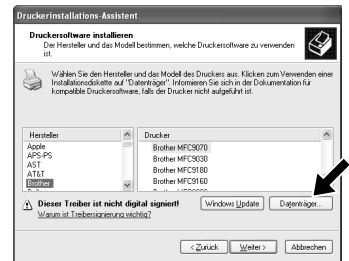 Druckerinstallations-Assistent
Druckersoftware installieren
Der Hersteller und das Modell bestimmen, welche Druckersoftware zu verwenden
ist.
Wählen Sie den Hersteller und das Modell des Druckers aus. Klicken zum Verwenden einer
Installationsdiskette auf "Datenträger". Informieren Sie sich in der Dokumentation für
kompatible Druckersoftware, falls der Drucker nicht aufgeführt ist.
Hersteller
Apple
APS-PS
AST
AT&T
Brother
Drucker
Brother MFC9070
Brother MFC9030
Brother MFC9180
Brother MFC9160
Dieser Treiber ist nicht digital signiert!
Warum ist Treibersignierung wichtig?
Windows Update
Datenträger...
< Zurück
Weiter >
Abbrechen